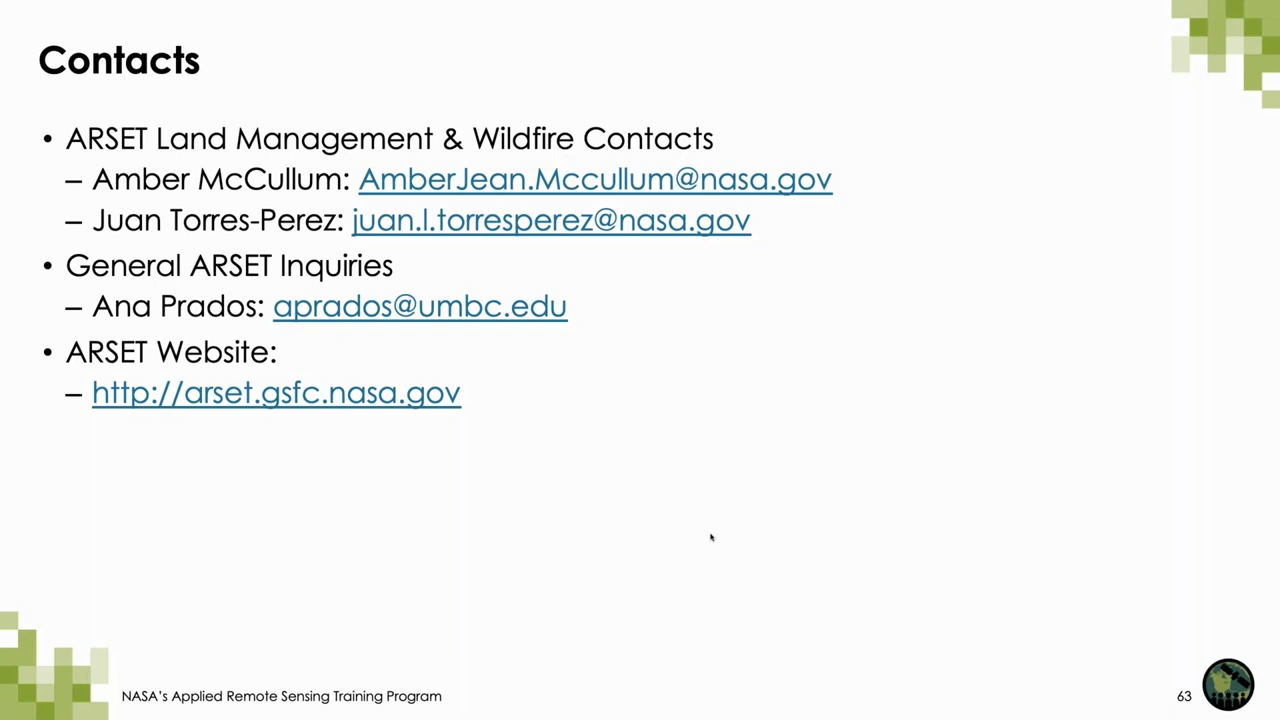 Contacts
• ARSET Land Management & Wildfire Contacts
– Amber McCullum: AmberJean.Mccullum@nasa.gov
– Juan Torres-Perez: juan.l.torresperez@nasa.gov
• General ARSET Inquiries
– Ana Prados: aprados@umbc.edu
• ARSET Website:
– http://arset.gsfc.nasa.gov
NASA's Applied Remote Sensing Training Program
63